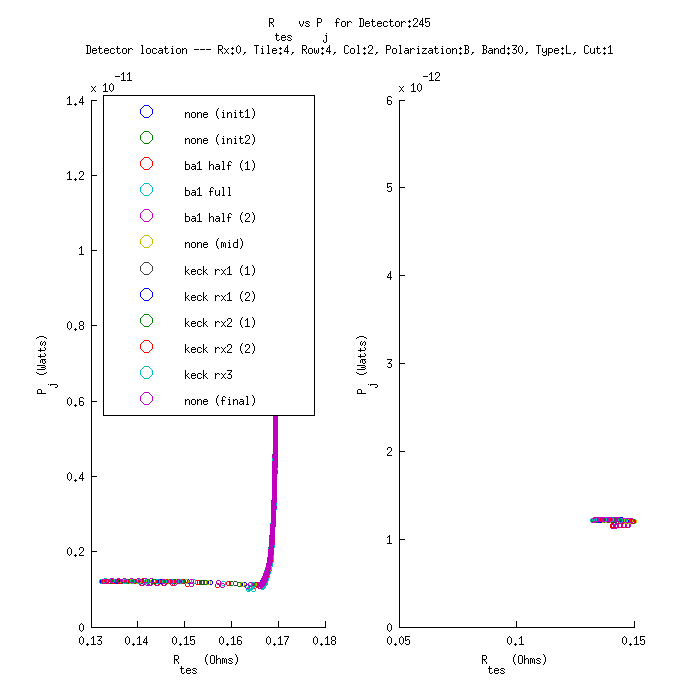 R    vs P  for Detector:245
tes    j
Detector location --- Rx:0, Tile:4, Row:4, Col:2, Polarization:B, Band:30, Type:L, Cut:1
x 10^-11
1.4
1.2
1
0.8
0.6
0.4
0.2
0
P_j (Watts)
none (init1)
none (init2)
ba1 half (1)
ba1 full
ba1 half (2)
none (mid)
keck rx1 (1)
keck rx1 (2)
keck rx2 (1)
keck rx2 (2)
keck rx3
none (final)
0.13 0.14 0.15 0.16 0.17 0.18
R_tes (Ohms)
x 10^-12
6
5
4
3
2
1
0
P_j (Watts)
0.05 0.1 0.15
R_tes (Ohms)